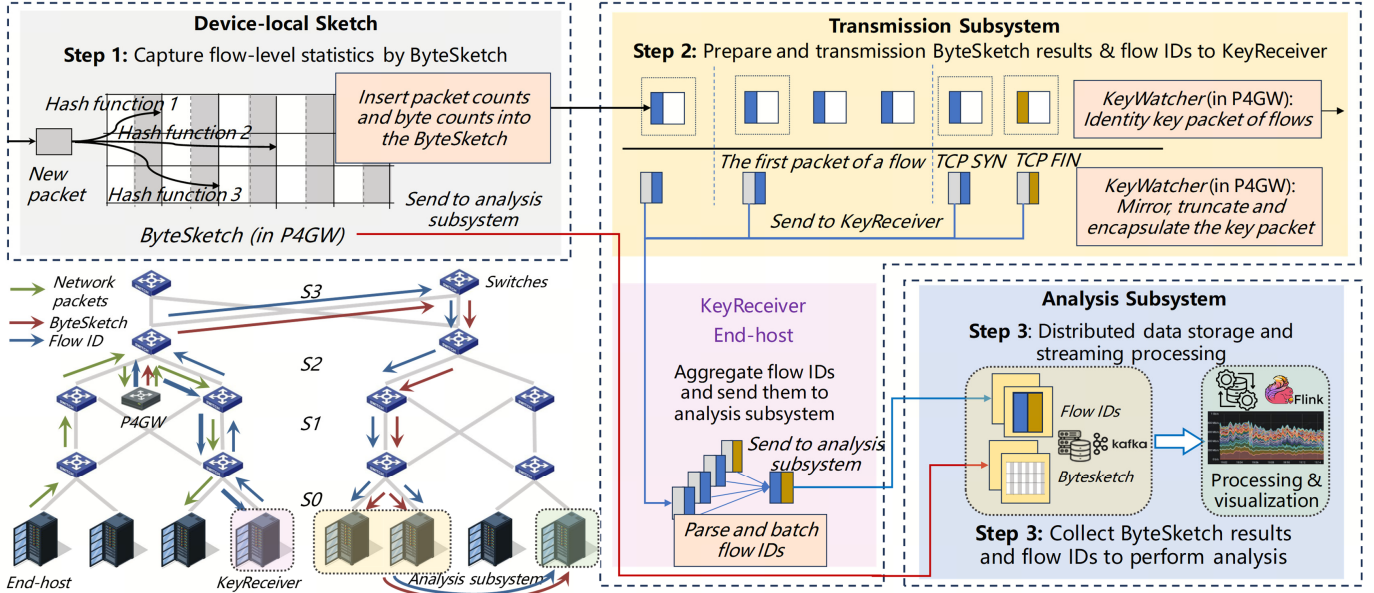 Device-local Sketch
Step 1: Capture flow-level statistics by ByteSketch
Hash function 1
Hash function 2
Hash function 3
New
packet
Insert packet counts
and byte counts into
the ByteSketch
Send to analysis
subsystem
ByteSketch (in P4GW)
Transmission Subsystem
Step 2: Prepare and transmission ByteSketch results & flow IDs to KeyReceiver
KeyWatcher (in P4GW):
Identity key packet of flows
The first packet of a flow
TCP SYN
TCP FIN
KeyWatcher (in P4GW):
Mirror, truncate and
encapsulate the key packet
Send to KeyReceiver
Network
packets
ByteSketch
Flow ID
S3
Switches
S2
P4GW
S1
S0
End-host
KeyReceiver
Analysis subsystem
KeyReceiver
End-host
Aggregate flow IDs
and send them to
analysis subsystem
Send to analysis
subsystem
Parse and batch
flow IDs
Analysis Subsystem
Step 3: Distributed data storage and
streaming processing
Flow IDs
kafka
Bytesketch
Flink
Processing &
visualization
Step 3: Collect ByteSketch results
and flow IDs to perform analysis